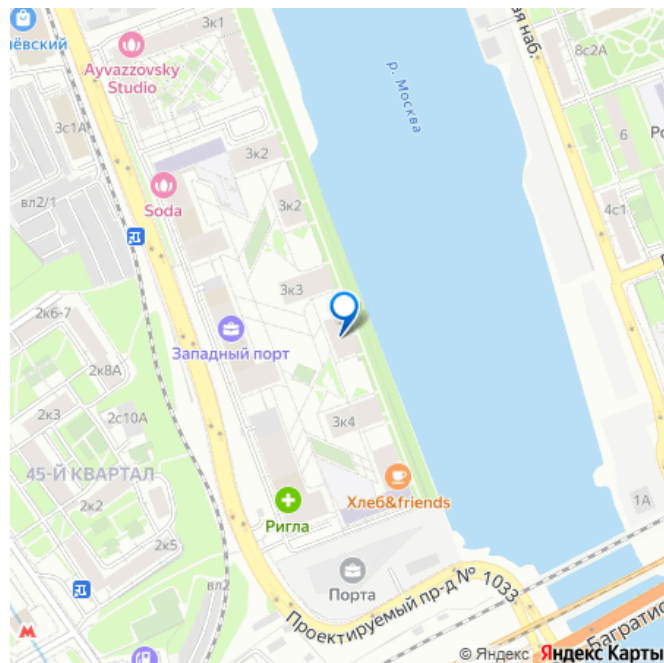 лёвский
3к1
Ayvazzovsky
Studio
ая наб.
8с2А
р. Москва
3с1А
6
3к2
вл2/1
Soda
3к2
4с1
3к3
2к6-7
Западный порт
2к8А
2к3
2с10А
3к4
45-Й КВАРТАЛ
2к2
Хлеб&friends
1А
Ригла
2к5
Порта
вл2
Проектируемый пр-д № 1033
Багратио
© Яндекс Яндекс Карты